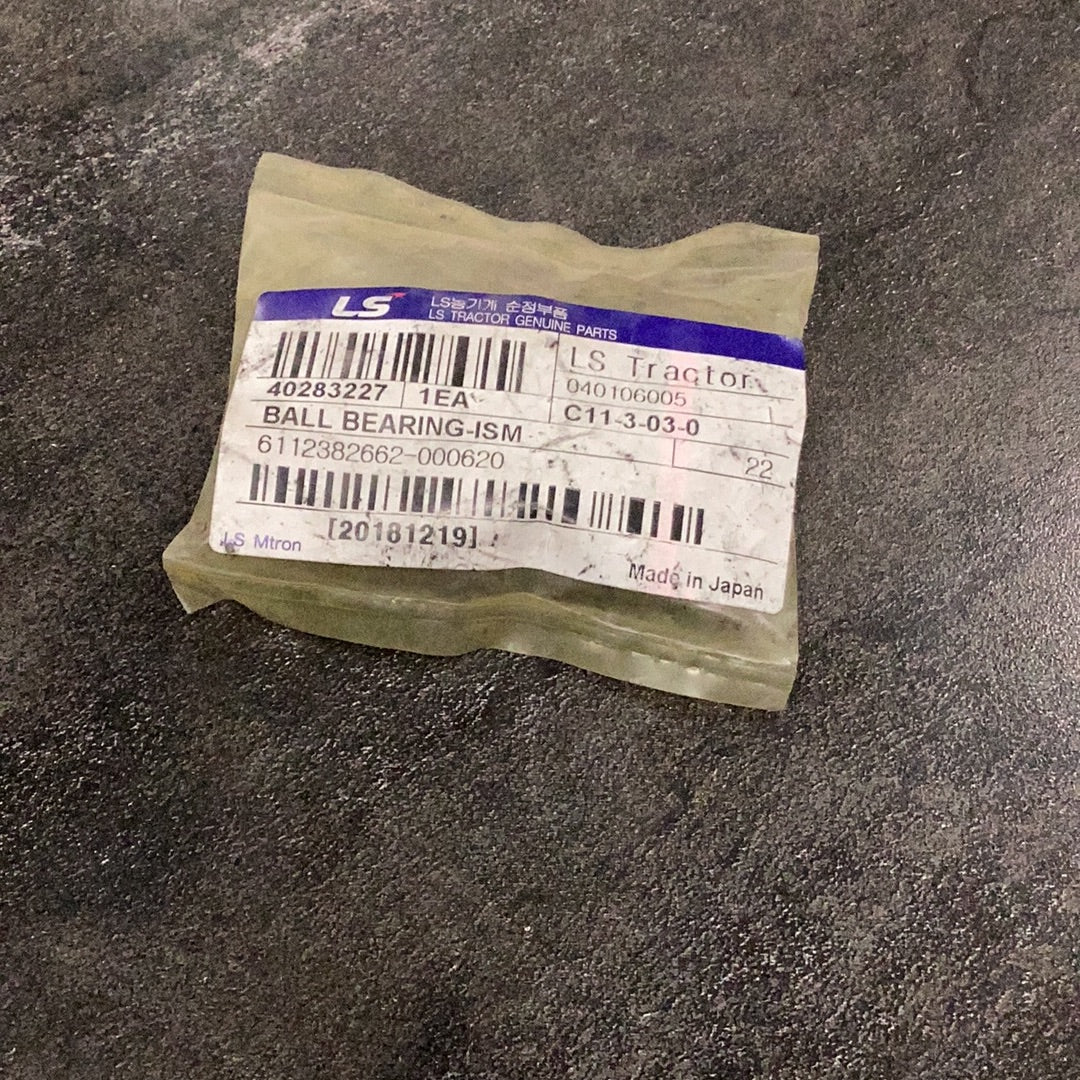 LS
LS농기계 순정부품
LS TRACTOR GENUINE PARTS
LS Tractor
40283227 1EA
040106005
BALL BEARING-ISM
C11-3-03-0
6112382662-000620
22
[20181219]
LS Mtron
Made in Japan